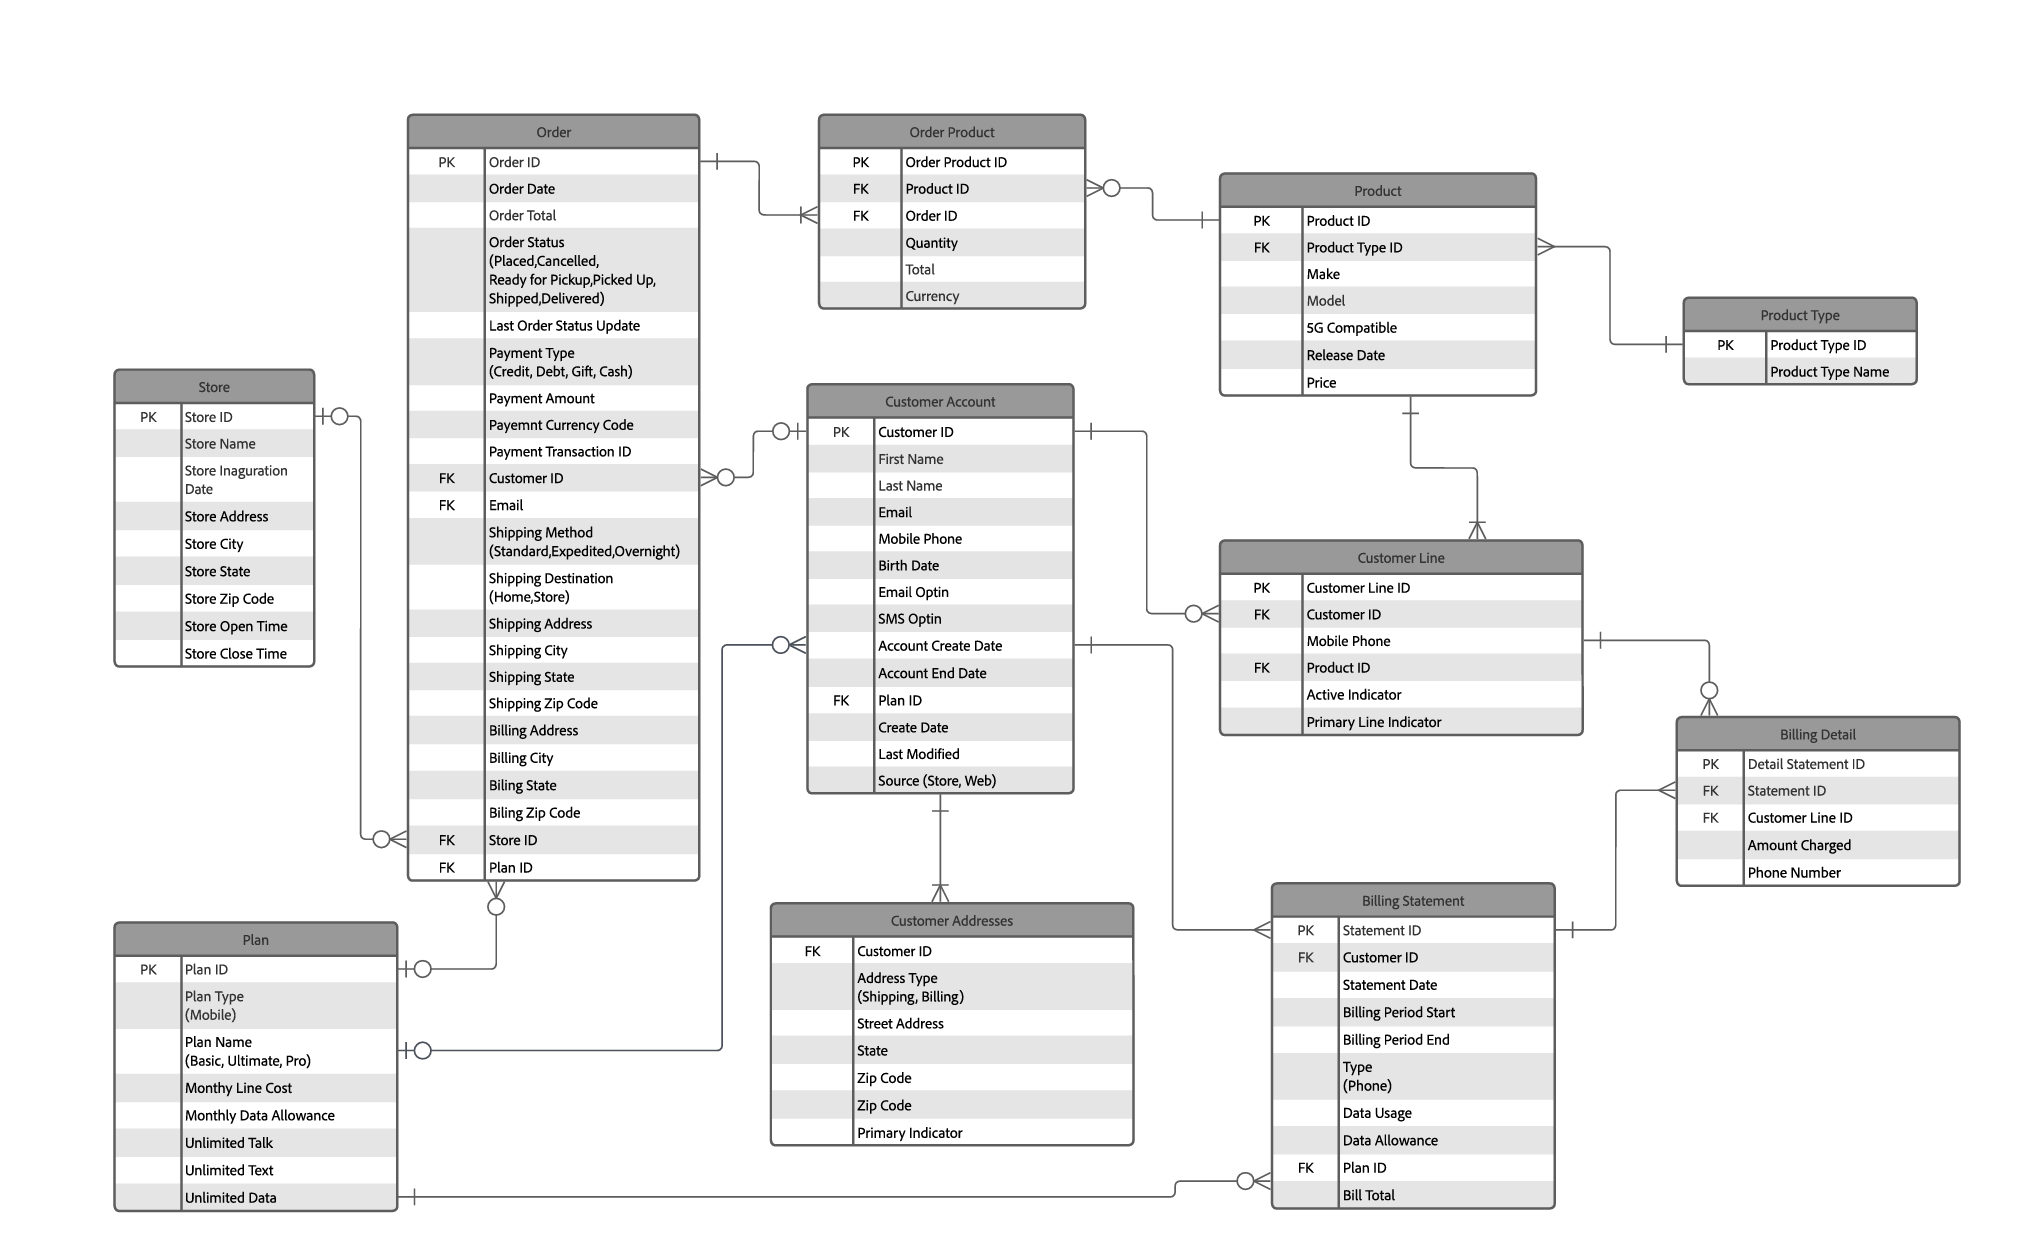 Order
PK Order ID
Order Date
Order Total
Order Status
(Placed,Cancelled,
Ready for Pickup,Picked Up,
Shipped,Delivered)
Last Order Status Update
Payment Type
(Credit, Debt, Gift, Cash)
Payment Amount
Payemnt Currency Code
Payment Transaction ID
FK Customer ID
FK Email
Shipping Method
(Standard,Expedited,Overnight)
Shipping Destination
(Home,Store)
Shipping Address
Shipping City
Shipping State
Shipping Zip Code
Billing Address
Billing City
Biling State
Biling Zip Code
FK Store ID
FK Plan ID
Order Product
PK Order Product ID
FK Product ID
FK Order ID
Quantity
Total
Currency
Product
PK Product ID
FK Product Type ID
Make
Model
5G Compatible
Release Date
Price
Product Type
PK Product Type ID
Product Type Name
Store
PK Store ID
Store Name
Store Inaguration
Date
Store Address
Store City
Store State
Store Zip Code
Store Open Time
Store Close Time
Customer Account
PK Customer ID
First Name
Last Name
Email
Mobile Phone
Birth Date
Email Optin
SMS Optin
Account Create Date
Account End Date
FK Plan ID
Create Date
Last Modified
Source (Store, Web)
Customer Line
PK Customer Line ID
FK Customer ID
Mobile Phone
FK Product ID
Active Indicator
Primary Line Indicator
Billing Detail
PK Detail Statement ID
FK Statement ID
FK Customer Line ID
Amount Charged
Phone Number
Plan
PK Plan ID
Plan Type
(Mobile)
Plan Name
(Basic, Ultimate, Pro)
Monthy Line Cost
Monthly Data Allowance
Unlimited Talk
Unlimited Text
Unlimited Data
Customer Addresses
FK Customer ID
Address Type
(Shipping, Billing)
Street Address
State
Zip Code
Zip Code
Primary Indicator
Billing Statement
PK Statement ID
FK Customer ID
Statement Date
Billing Period Start
Billing Period End
Type
(Phone)
Data Usage
Data Allowance
FK Plan ID
Bill Total